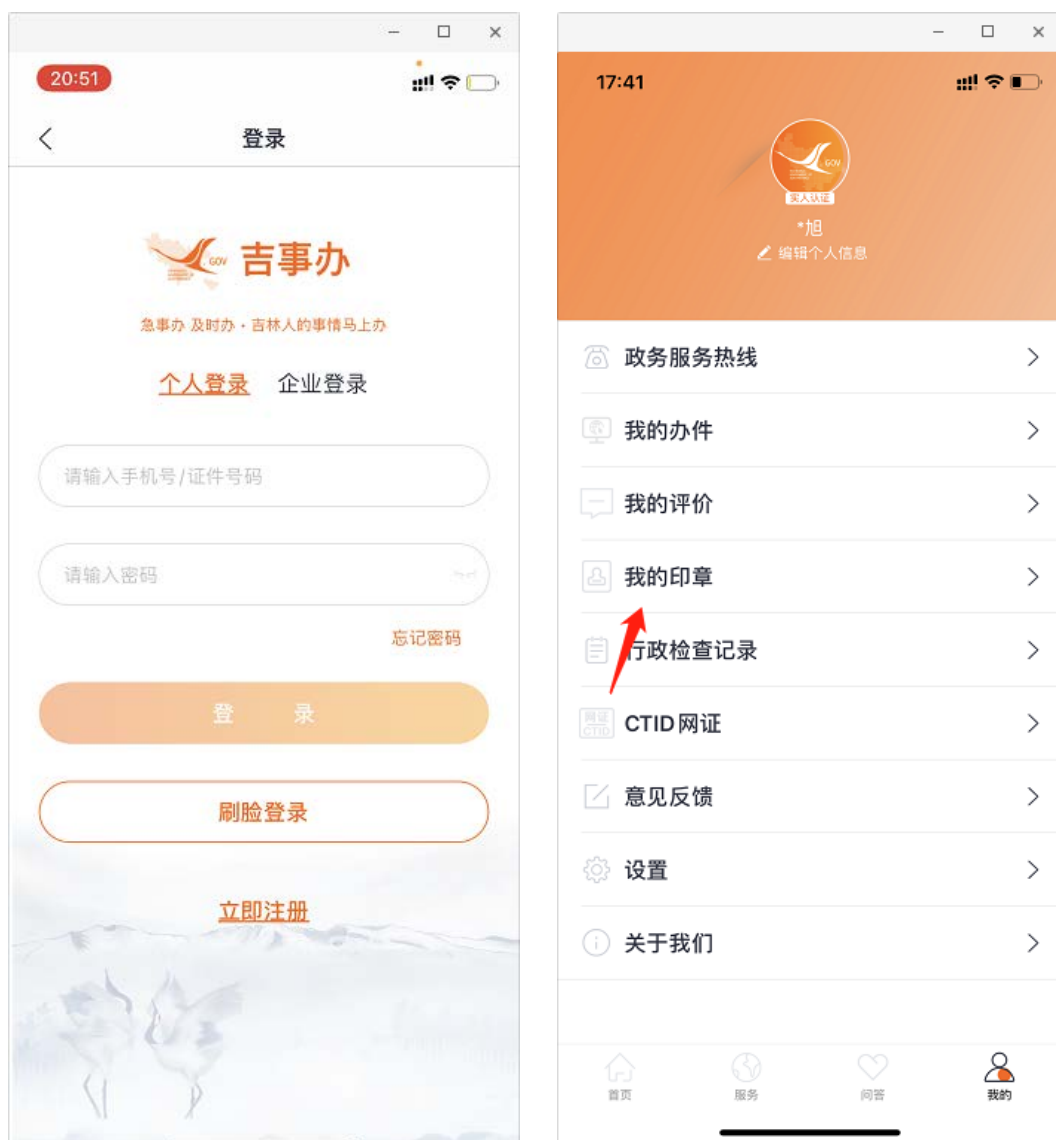 20:51
登录
.GOV 吉事办
急事办 及时办・吉林人的事情马上办
个人登录 企业登录
请输入手机号/证件号码
请输入密码
忘记密码
登 录
刷脸登录
立即注册
17:41
.GOV
实人认证
*旭
编辑个人信息
政务服务热线
我的办件
我的评价
我的印章
行政检查记录
网证
CTID
CTID网证
意见反馈
设置
关于我们
首页 服务 问答 我的